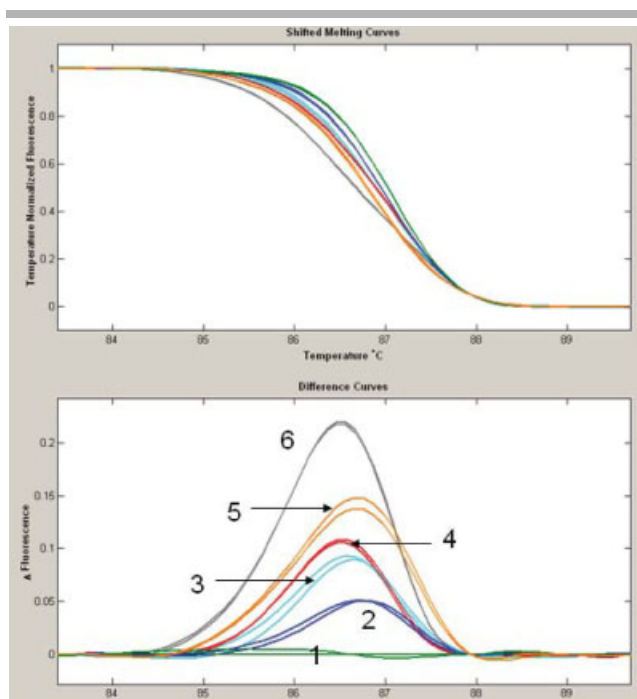 Shifted Melting Curves
Temperature Normalized Fluorescence
1
0.8
0.6
0.4
0.2
0
84 85 86 87 88 89
Temperature °C
Difference Curves
Δ Fluorescence
0.2
0.15
0.1
0.05
0
6
5
4
3
2
1
84 85 86 87 88 89